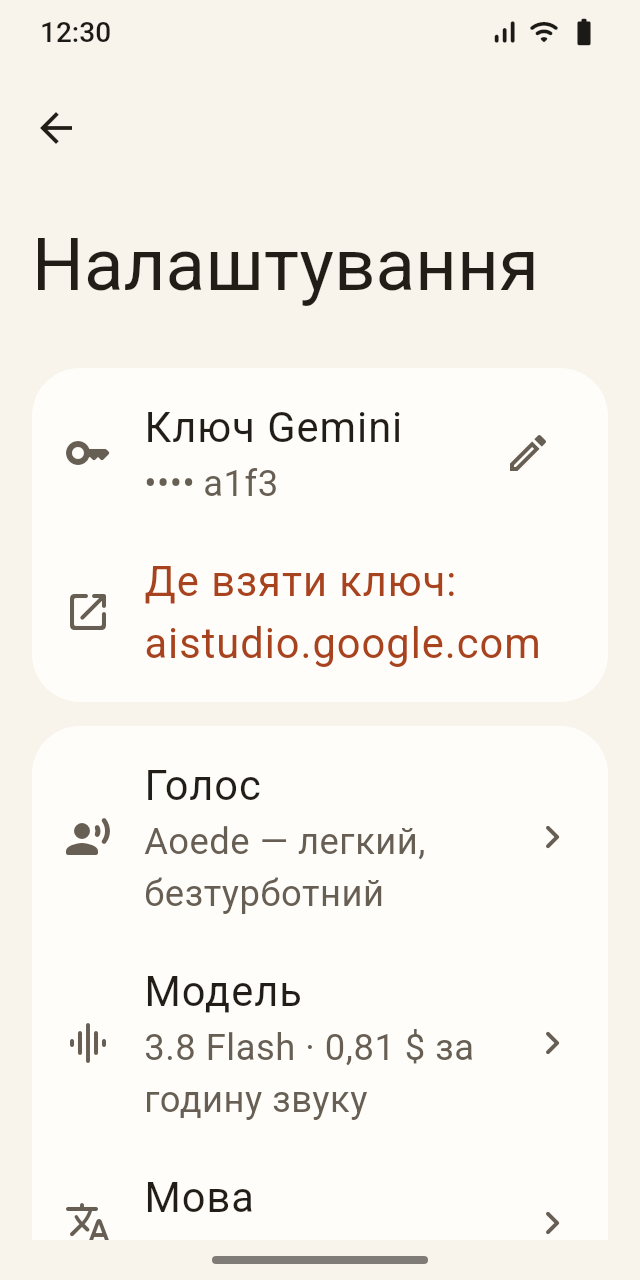 12:30
Налаштування
Ключ Gemini
•••• a1f3
Де взяти ключ:
aistudio.google.com
Голос
Aoede — легкий,
безтурботний
Модель
3.8 Flash · 0,81 $ за
годину звуку
Мова